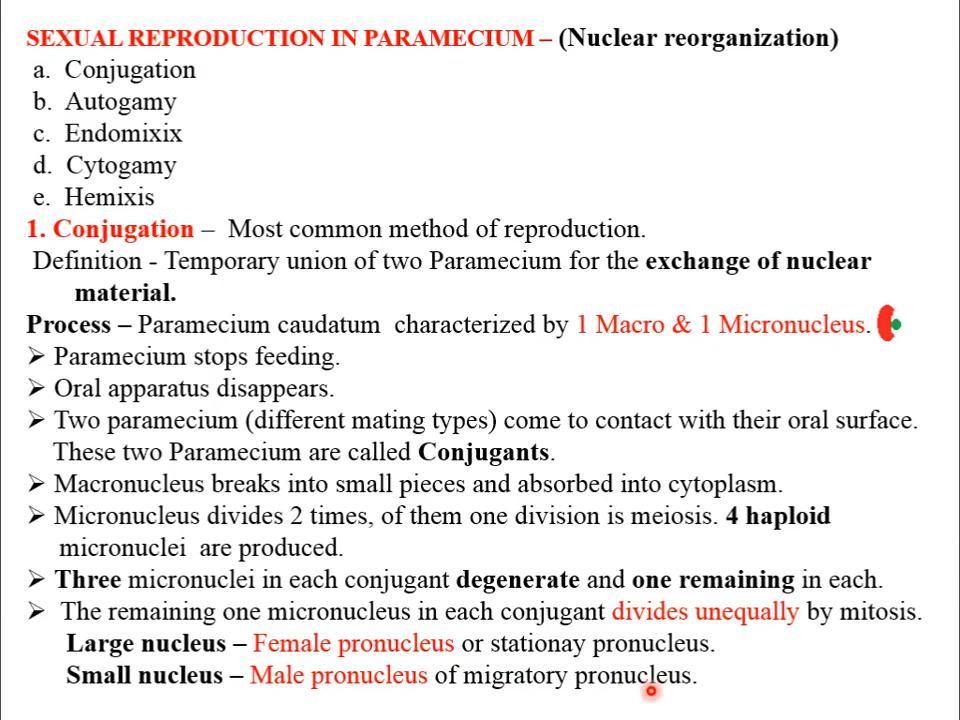 SEXUAL REPRODUCTION IN PARAMECIUM – (Nuclear reorganization)
a. Conjugation
b. Autogamy
c. Endomixix
d. Cytogamy
e. Hemixis
1. Conjugation – Most common method of reproduction.
Definition - Temporary union of two Paramecium for the exchange of nuclear
material.
Process – Paramecium caudatum characterized by 1 Macro & 1 Micronucleus.
➢ Paramecium stops feeding.
➢ Oral apparatus disappears.
➢ Two paramecium (different mating types) come to contact with their oral surface.
These two Paramecium are called Conjugants.
➢ Macronucleus breaks into small pieces and absorbed into cytoplasm.
➢ Micronucleus divides 2 times, of them one division is meiosis. 4 haploid
micronuclei are produced.
➢ Three micronuclei in each conjugant degenerate and one remaining in each.
➢ The remaining one micronucleus in each conjugant divides unequally by mitosis.
Large nucleus – Female pronucleus or stationay pronucleus.
Small nucleus – Male pronucleus of migratory pronucleus.